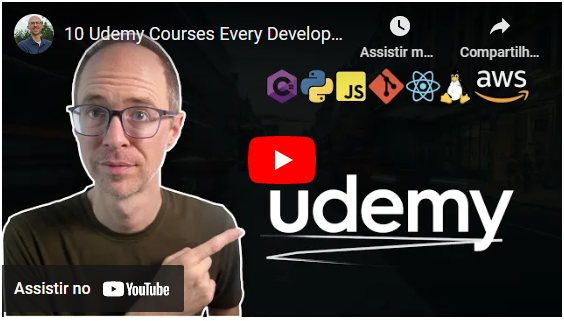 10 Udemy Courses Every Develop...
Assistir m...
Compartilh...
C#
JS
aws
udemy
Assistir no YouTube